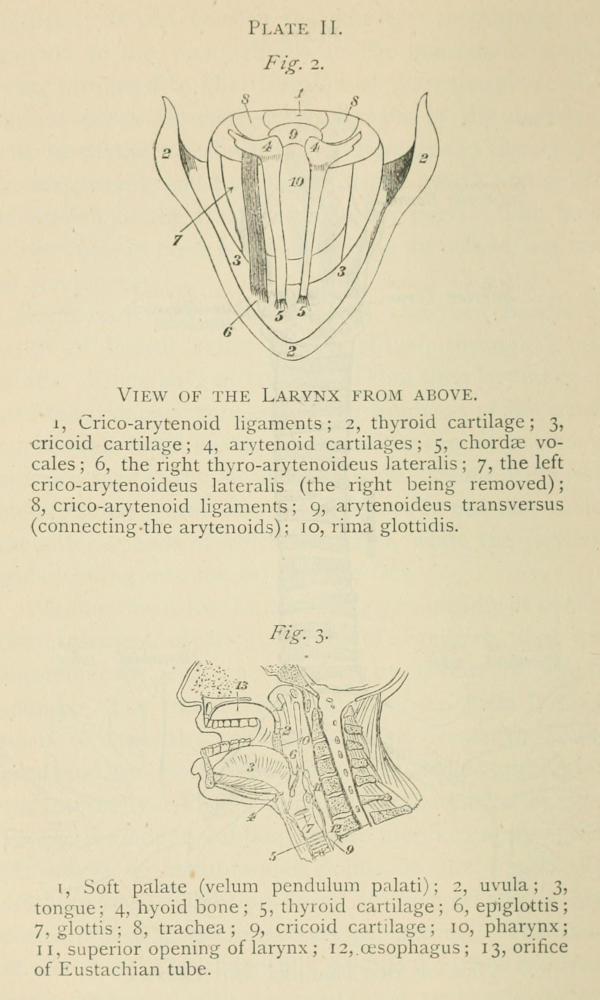 PLATE II.
Fig. 2.
8 1 8
9
2 4 4 2
10
7
3 3
5 5
6
2
VIEW OF THE LARYNX FROM ABOVE.
1, Crico-arytenoid ligaments; 2, thyroid cartilage; 3,
cricoid cartilage; 4, arytenoid cartilages; 5, chordæ vo-
cales; 6, the right thyro-arytenoideus lateralis; 7, the left
crico-arytenoideus lateralis (the right being removed);
8, crico-arytenoid ligaments; 9, arytenoideus transversus
(connecting the arytenoids); 10, rima glottidis.
Fig. 3.
13
2
3 6
4
7 12
5 9
1, Soft palate (velum pendulum palati); 2, uvula; 3,
tongue; 4, hyoid bone; 5, thyroid cartilage; 6, epiglottis;
7, glottis; 8, trachea; 9, cricoid cartilage; 10, pharynx;
11, superior opening of larynx; 12, œsophagus; 13, orifice
of Eustachian tube.